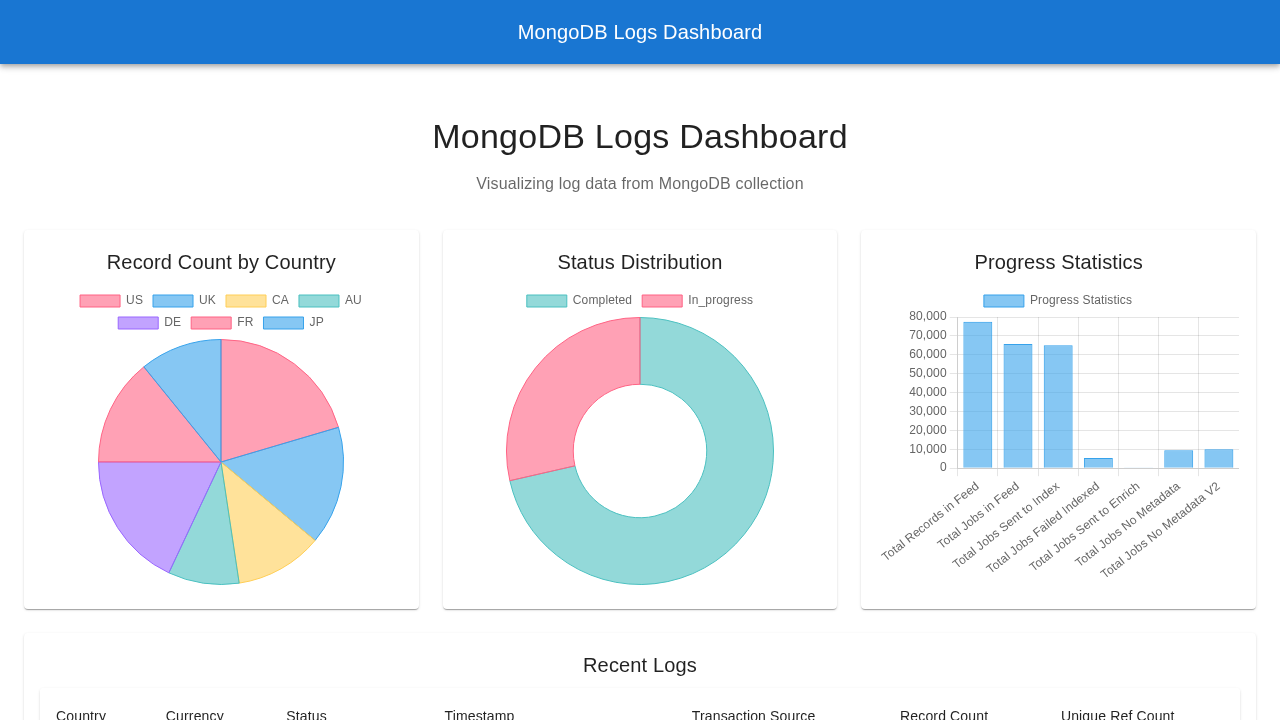 MongoDB Logs Dashboard
MongoDB Logs Dashboard
Visualizing log data from MongoDB collection
Record Count by Country
US UK CA AU
DE FR JP
Status Distribution
Completed In_progress
Progress Statistics
Progress Statistics
80,000
70,000
60,000
50,000
40,000
30,000
20,000
10,000
0
Total Records in Feed
Total Jobs in Feed
Total Jobs Sent to Index
Total Jobs Failed Indexed
Total Jobs Sent to Enrich
Total Jobs No Metadata
Total Jobs No Metadata V2
Recent Logs
Country Currency Status Timestamp Transaction Source Record Count Unique Ref Count